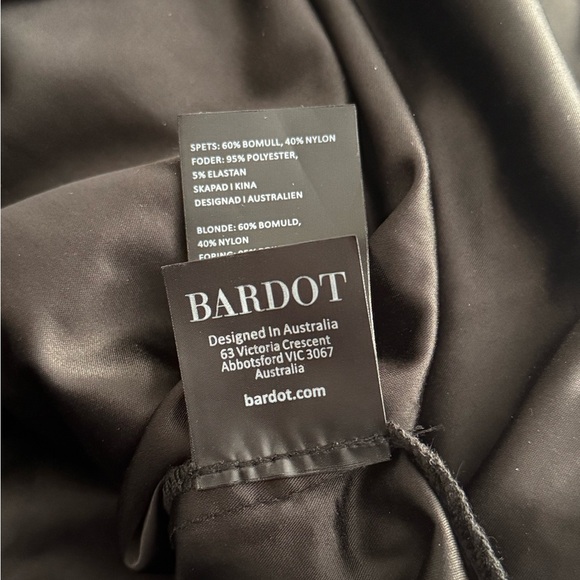 SPETS: 60% BOMULL, 40% NYLON
FODER: 95% POLYESTER,
5% ELASTAN
SKAPAD I KINA
DESIGNAD I AUSTRALIEN
BLONDE: 60% BOMULD,
40% NYLON
BARDOT
Designed In Australia
63 Victoria Crescent
Abbotsford VIC 3067
Australia
bardot.com